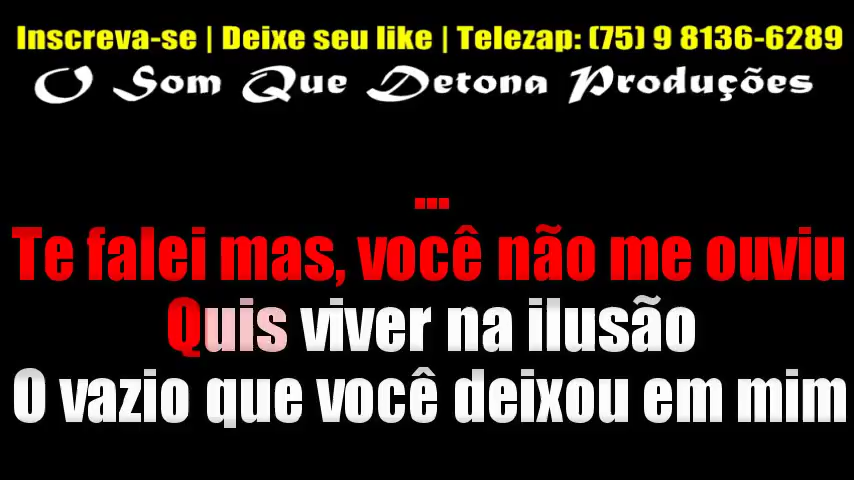 Inscreva-se | Deixe seu like | Telezap: (75) 9 8136-6289
O Som Que Detona Produções
...
Te falei mas, você não me ouviu
Quis viver na ilusão
O vazio que você deixou em mim